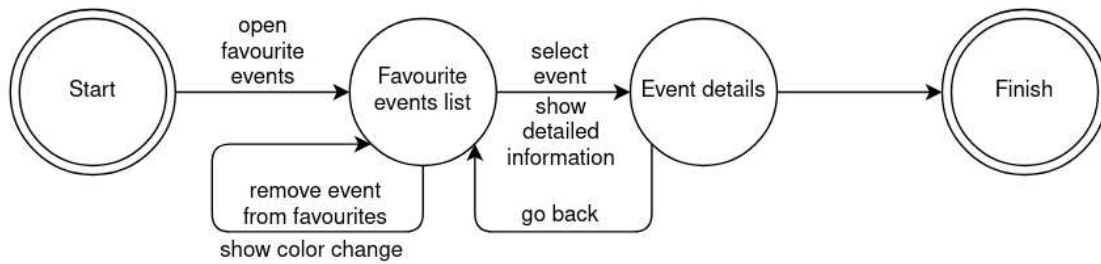 Start
open
favourite
events
Favourite
events list
select
event
show
detailed
information
Event details
Finish
remove event
from favourites
show color change
go back